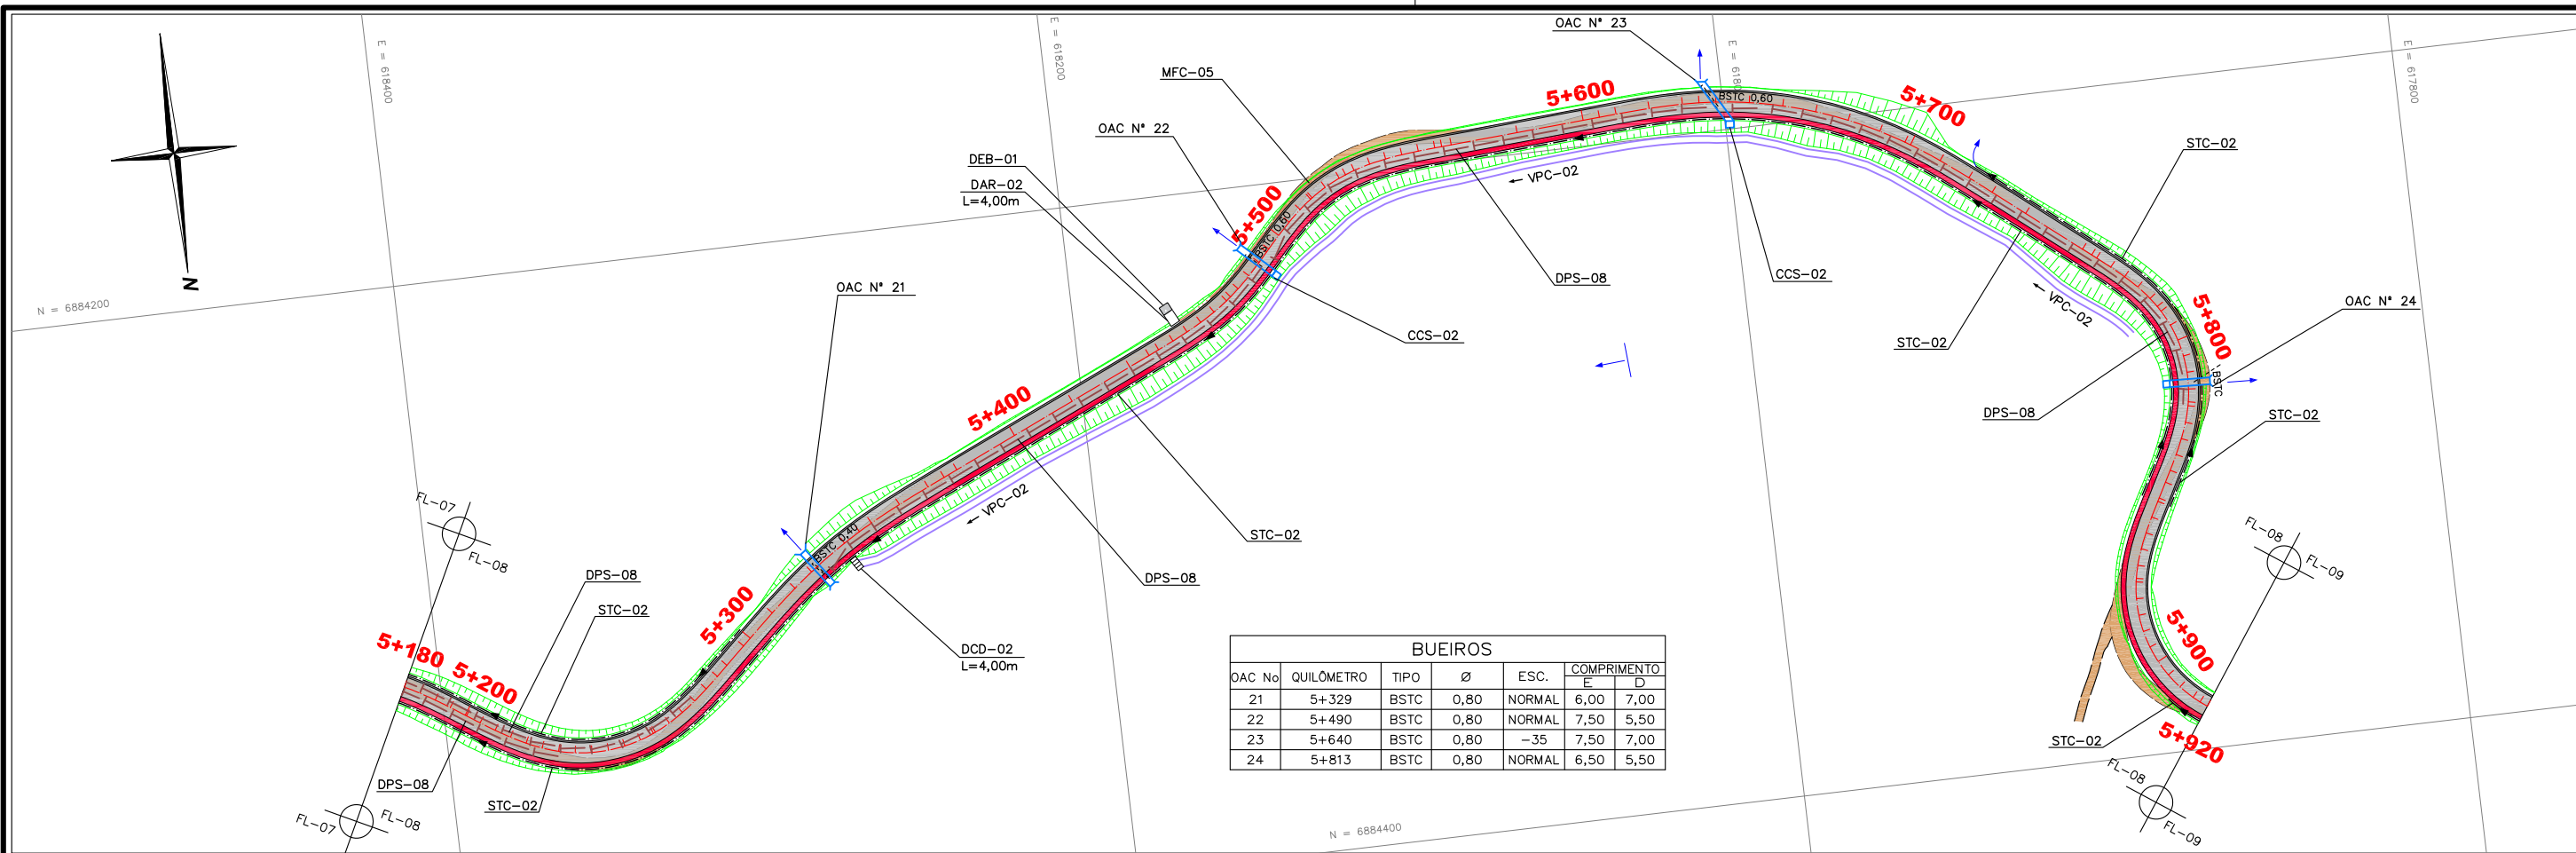 OAC N° 23
E = 618400
E = 618200
E = 6180
E = 617800
MFC-05
5+600
BSTC 0,60
5+700
OAC N° 22
STC-02
DEB-01
DAR-02
L=4,00m
5+500
BSTC 0,60
VPC-02
DPS-08
CCS-02
OAC N° 21
N = 6884200
N
CCS-02
STC-02
VPC-02
5+800
OAC N° 24
BSTC
5+400
DPS-08
STC-02
VPC-02
FL-07
FL-08
BSTC 0,40
STC-02
DPS-08
FL-08
FL-09
DPS-08
STC-02
5+300
DCD-02
L=4,00m
5+180
5+200
5+900
BUEIROS
OAC No QUILÔMETRO TIPO Ø ESC. COMPRIMENTO
E D
21 5+329 BSTC 0,80 NORMAL 6,00 7,00
22 5+490 BSTC 0,80 NORMAL 7,50 5,50
23 5+640 BSTC 0,80 -35 7,50 7,00
24 5+813 BSTC 0,80 NORMAL 6,50 5,50
STC-02
5+920
DPS-08
STC-02
FL-07
FL-08
FL-08
FL-09
N = 6884400